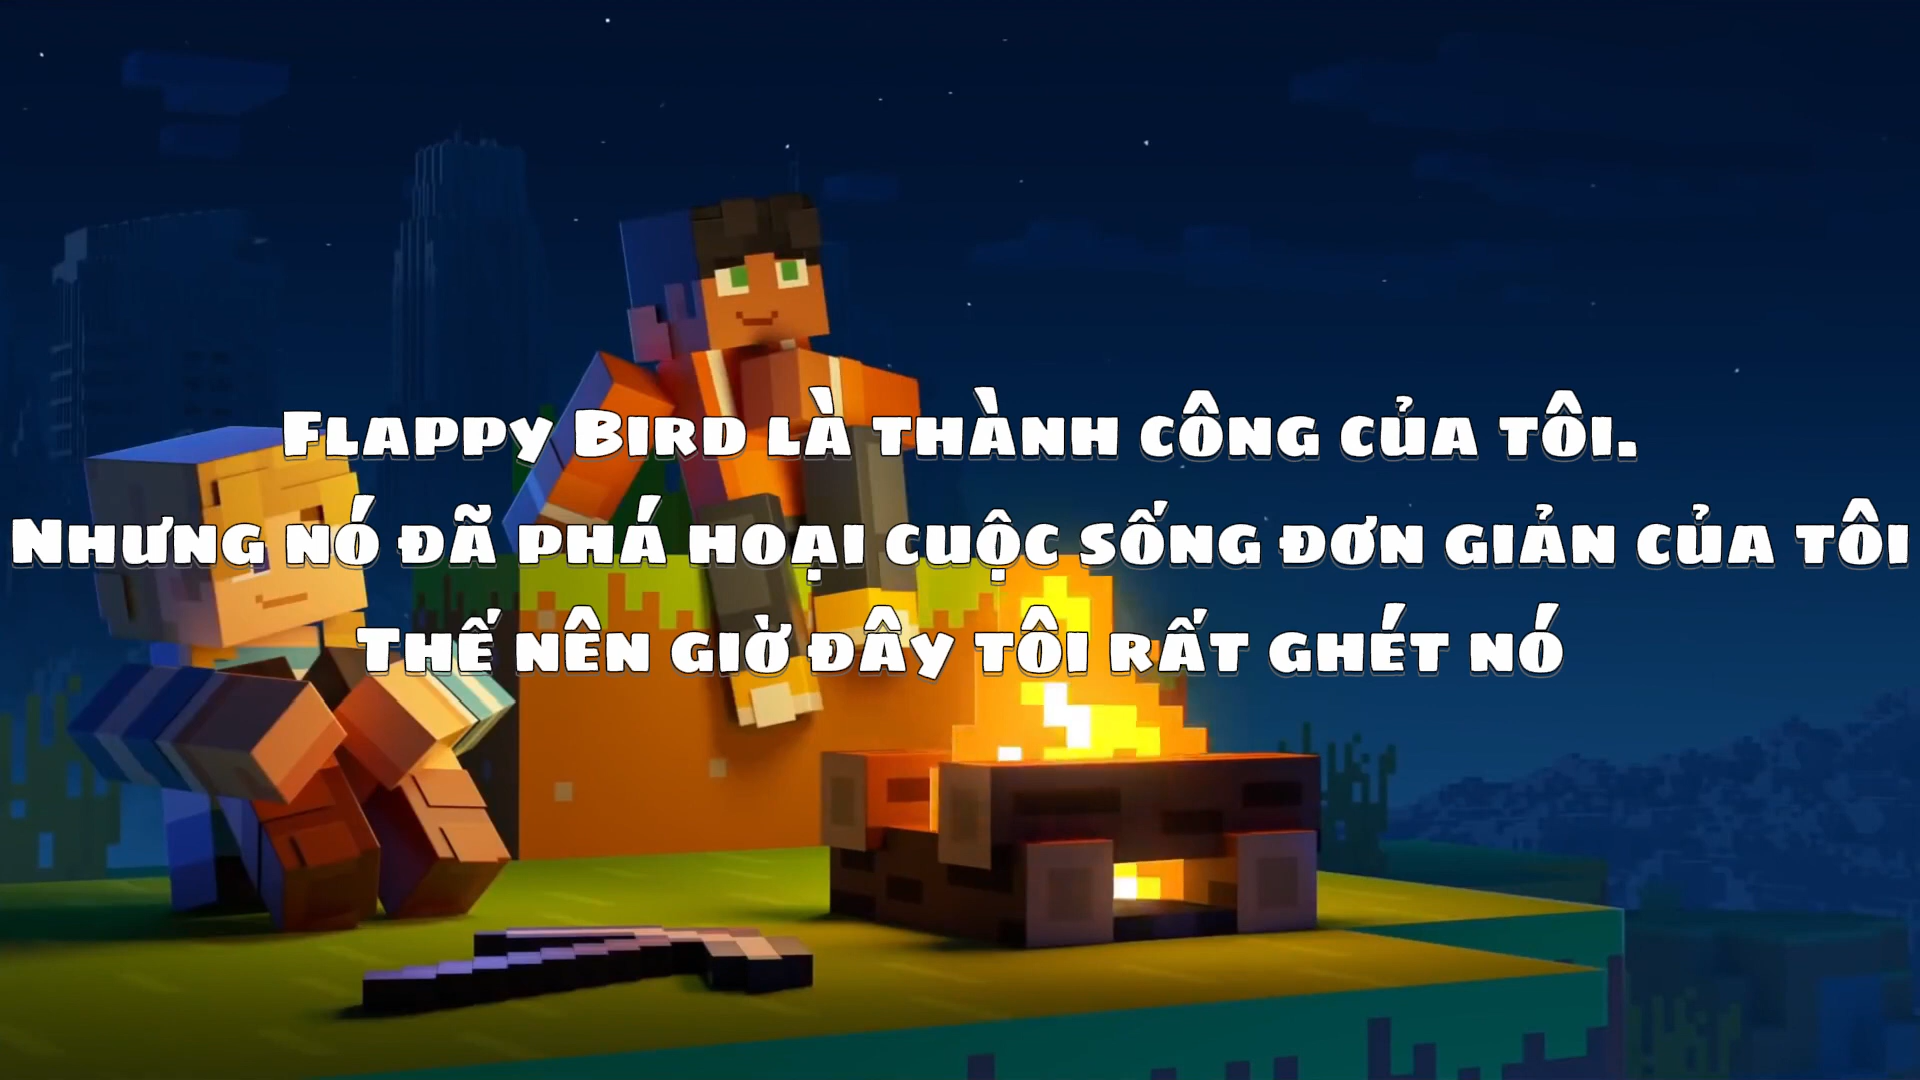 Flappy Bird là thành công của tôi.
Nhưng nó đã phá hoại cuộc sống đơn giản của tôi
Thế nên giờ đây tôi rất ghét nó